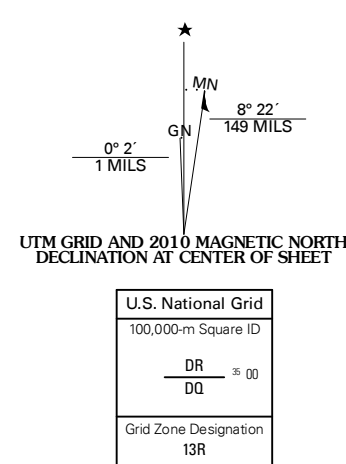 ★
MN
8° 22´
149 MILS
GN
0° 2´
1 MILS
UTM GRID AND 2010 MAGNETIC NORTH
DECLINATION AT CENTER OF SHEET
U.S. National Grid
100,000-m Square ID
DR
35 00
DQ
Grid Zone Designation
13R